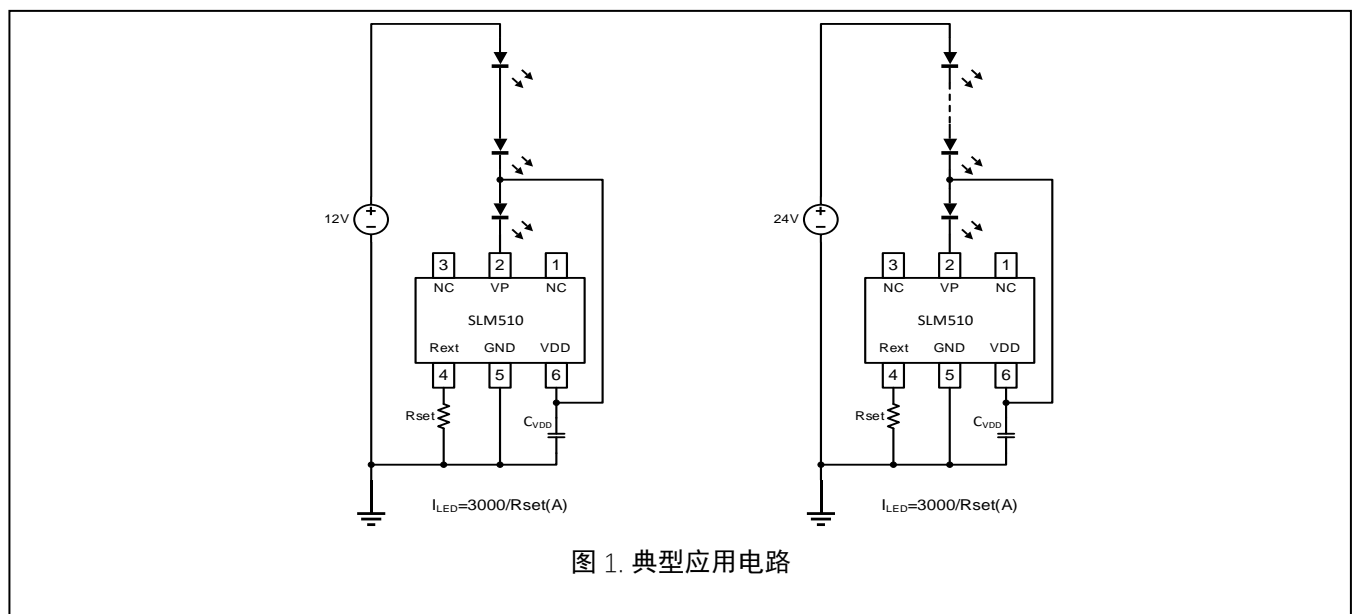 12V
3 2 1
NC VP NC
SLM510
Rext GND VDD
4 5 6
Rset
CVDD
ILED=3000/Rset(A)
24V
3 2 1
NC VP NC
SLM510
Rext GND VDD
4 5 6
Rset
CVDD
ILED=3000/Rset(A)
图 1. 典型应用电路